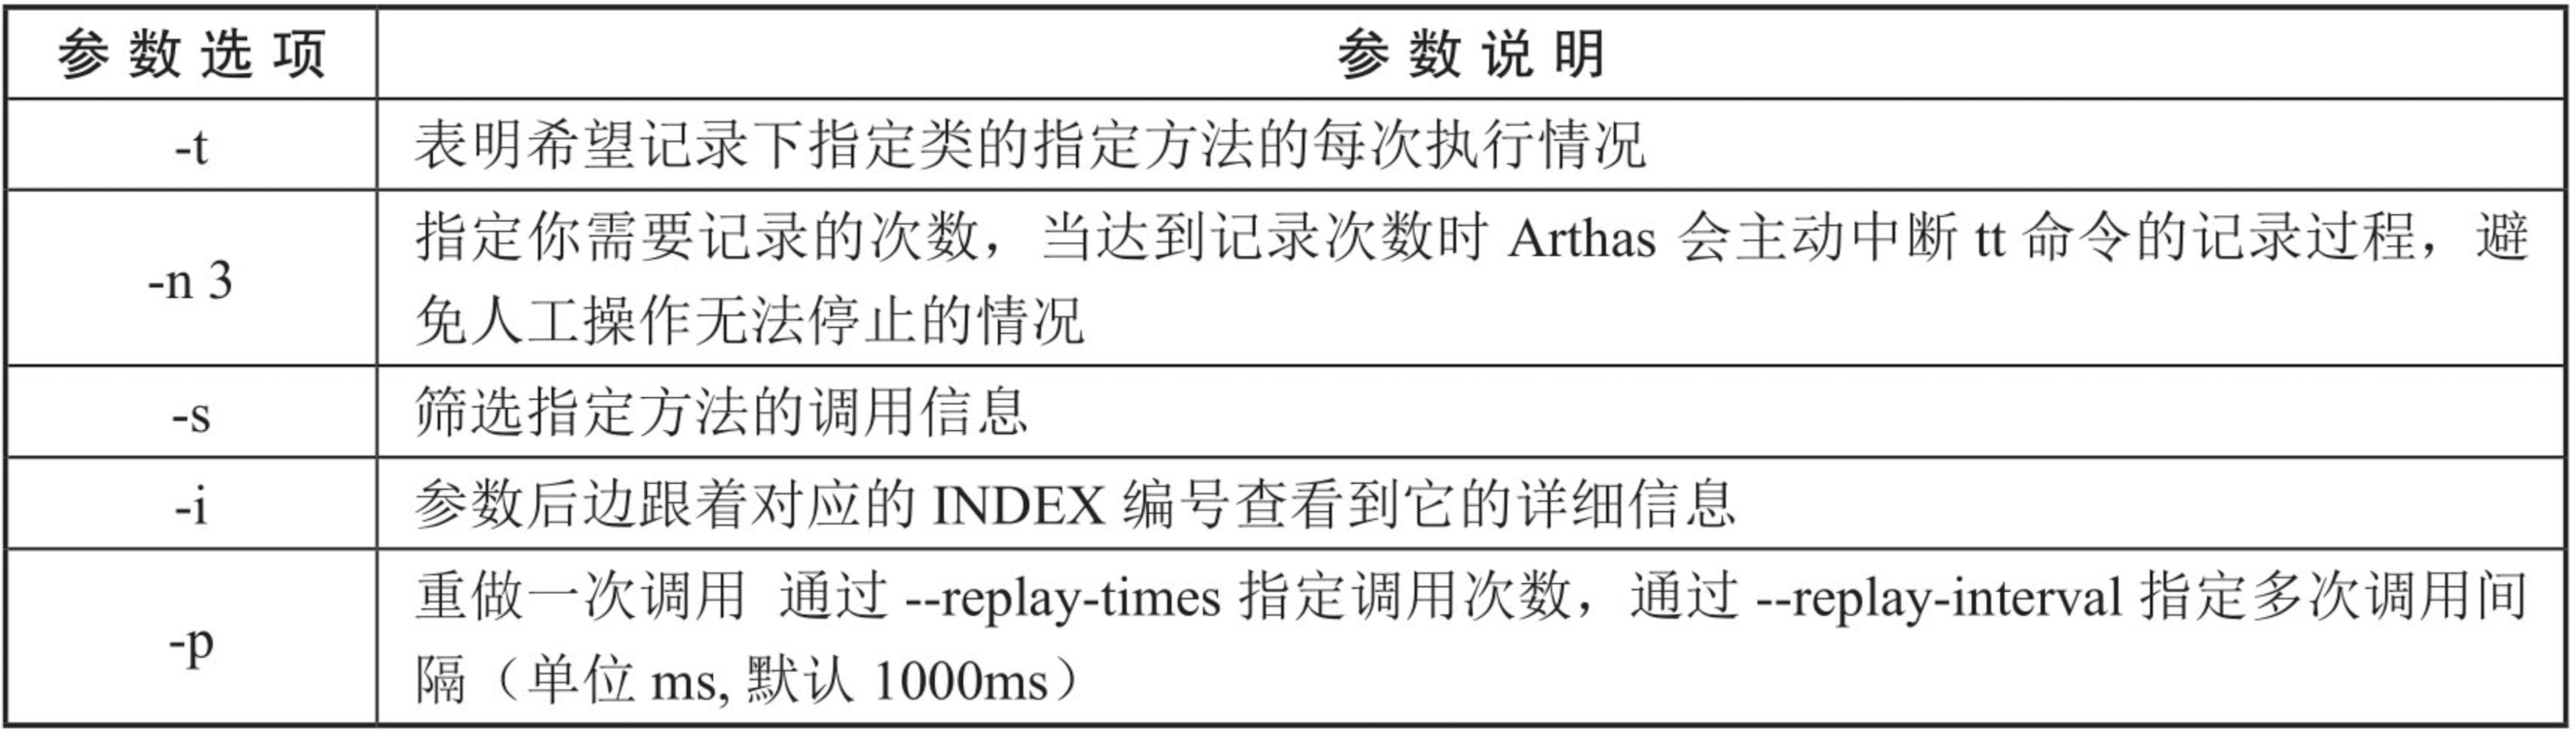 参数选项 参数说明
-t 表明希望记录下指定类的指定方法的每次执行情况
指定你需要记录的次数，当达到记录次数时 Arthas 会主动中断 tt 命令的记录过程，避
-n 3
免人工操作无法停止的情况
-s 筛选指定方法的调用信息
-i 参数后边跟着对应的 INDEX 编号查看到它的详细信息
重做一次调用 通过 --replay-times 指定调用次数，通过 --replay-interval 指定多次调用间
-p
隔（单位 ms, 默认 1000ms）